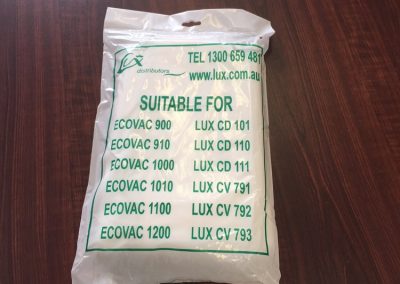 LUX
distributors
TEL 1300 659 481
www.lux.com.au
SUITABLE FOR
ECOVAC 900 LUX CD 101
ECOVAC 910 LUX CD 110
ECOVAC 1000 LUX CD 111
ECOVAC 1010 LUX CV 791
ECOVAC 1100 LUX CV 792
ECOVAC 1200 LUX CV 793